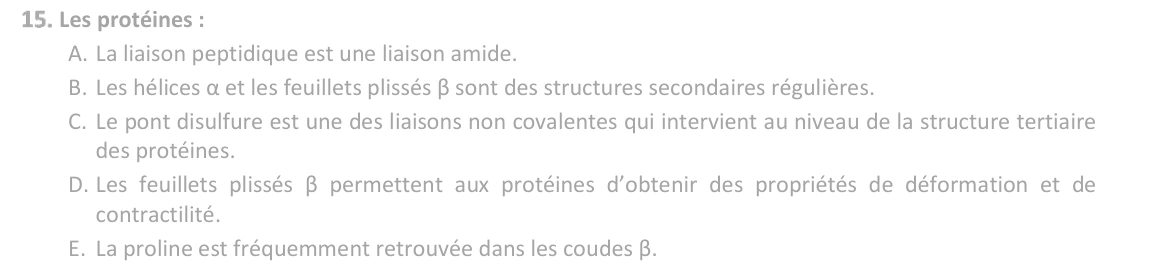 15. Les protéines :
A. La liaison peptidique est une liaison amide.
B. Les hélices α et les feuillets plissés β sont des structures secondaires régulières.
C. Le pont disulfure est une des liaisons non covalentes qui intervient au niveau de la structure tertiaire
des protéines.
D. Les feuillets plissés β permettent aux protéines d’obtenir des propriétés de déformation et de
contractilité.
E. La proline est fréquemment retrouvée dans les coudes β.